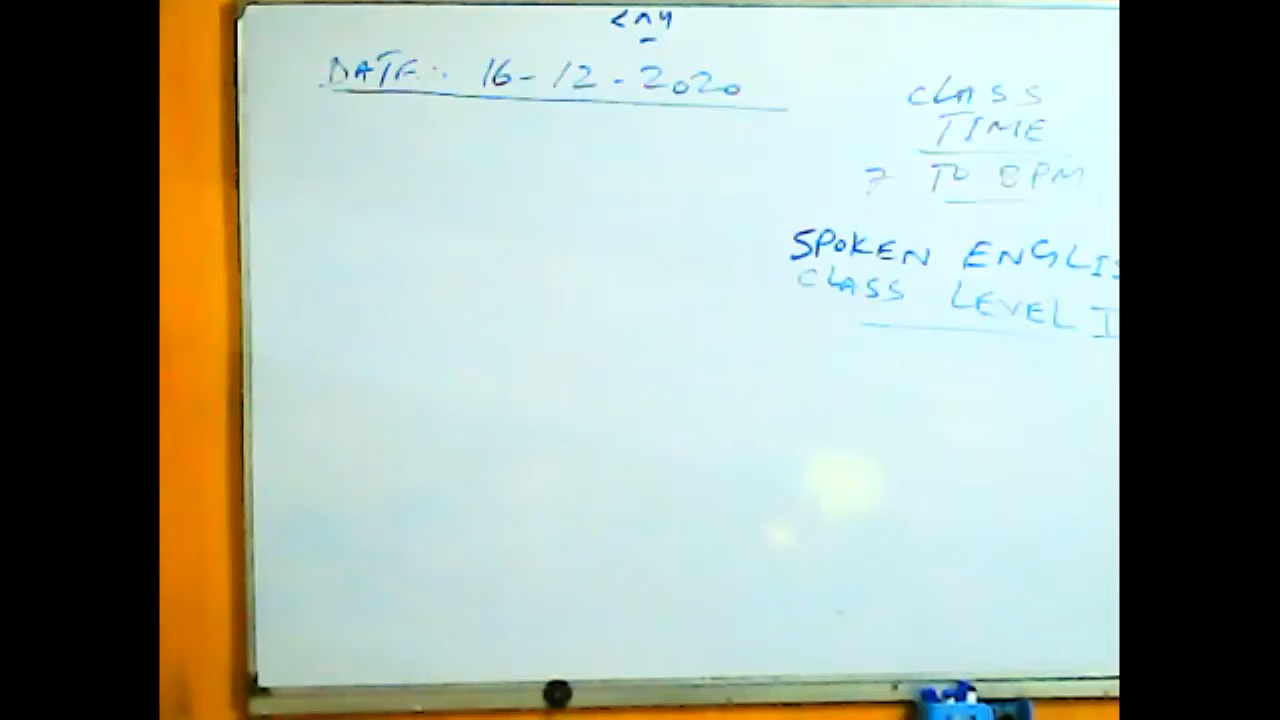 DATE:- 16-12-2020
CLASS
TIME
7 TO 8PM
SPOKEN ENGLIS
CLASS LEVEL I